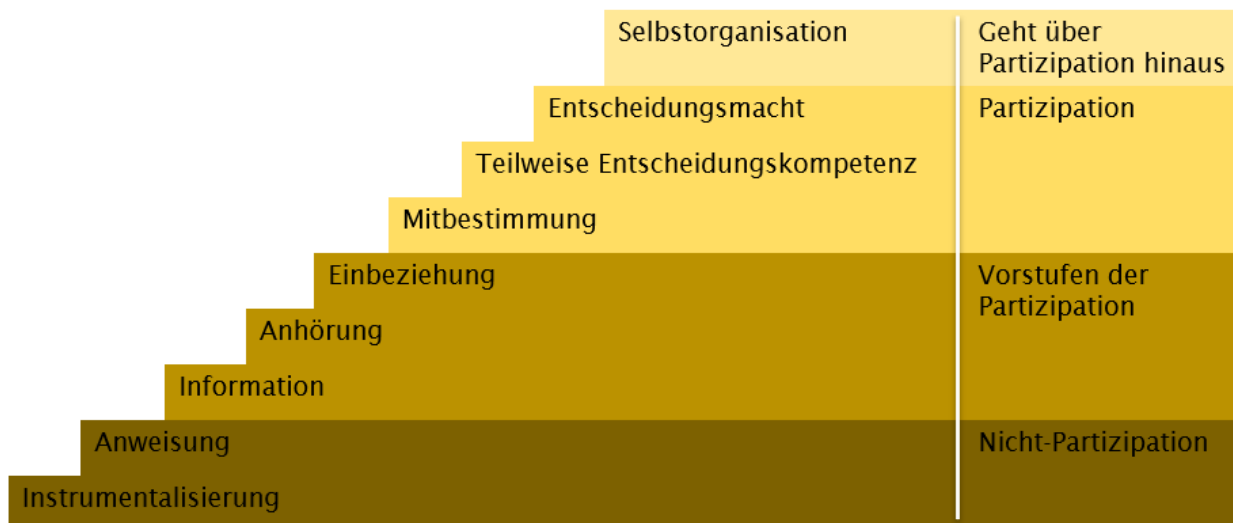 Selbstorganisation
Geht über
Partizipation hinaus
Entscheidungsmacht
Partizipation
Teilweise Entscheidungskompetenz
Mitbestimmung
Einbeziehung
Vorstufen der
Partizipation
Anhörung
Information
Anweisung
Nicht-Partizipation
Instrumentalisierung